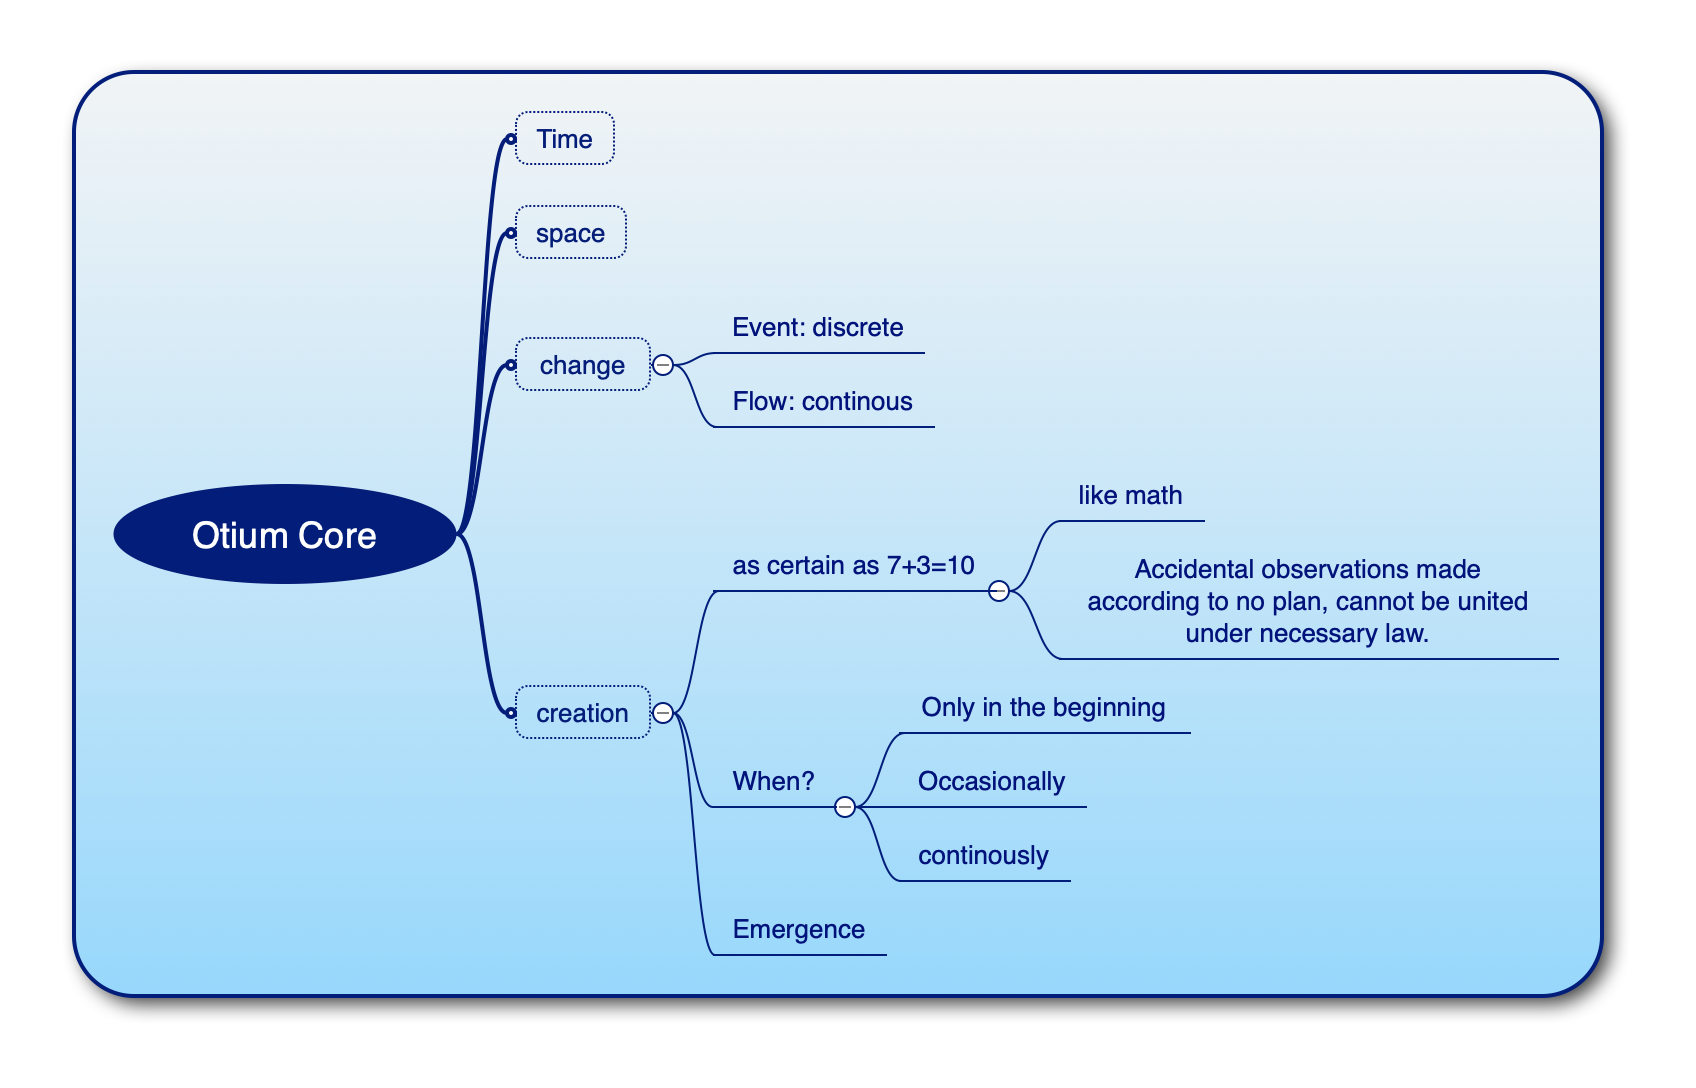 Time
space
change
Event: discrete
Flow: continous
Otium Core
creation
as certain as 7+3=10
like math
Accidental observations made
according to no plan, cannot be united
under necessary law.
When?
Only in the beginning
Occasionally
continously
Emergence